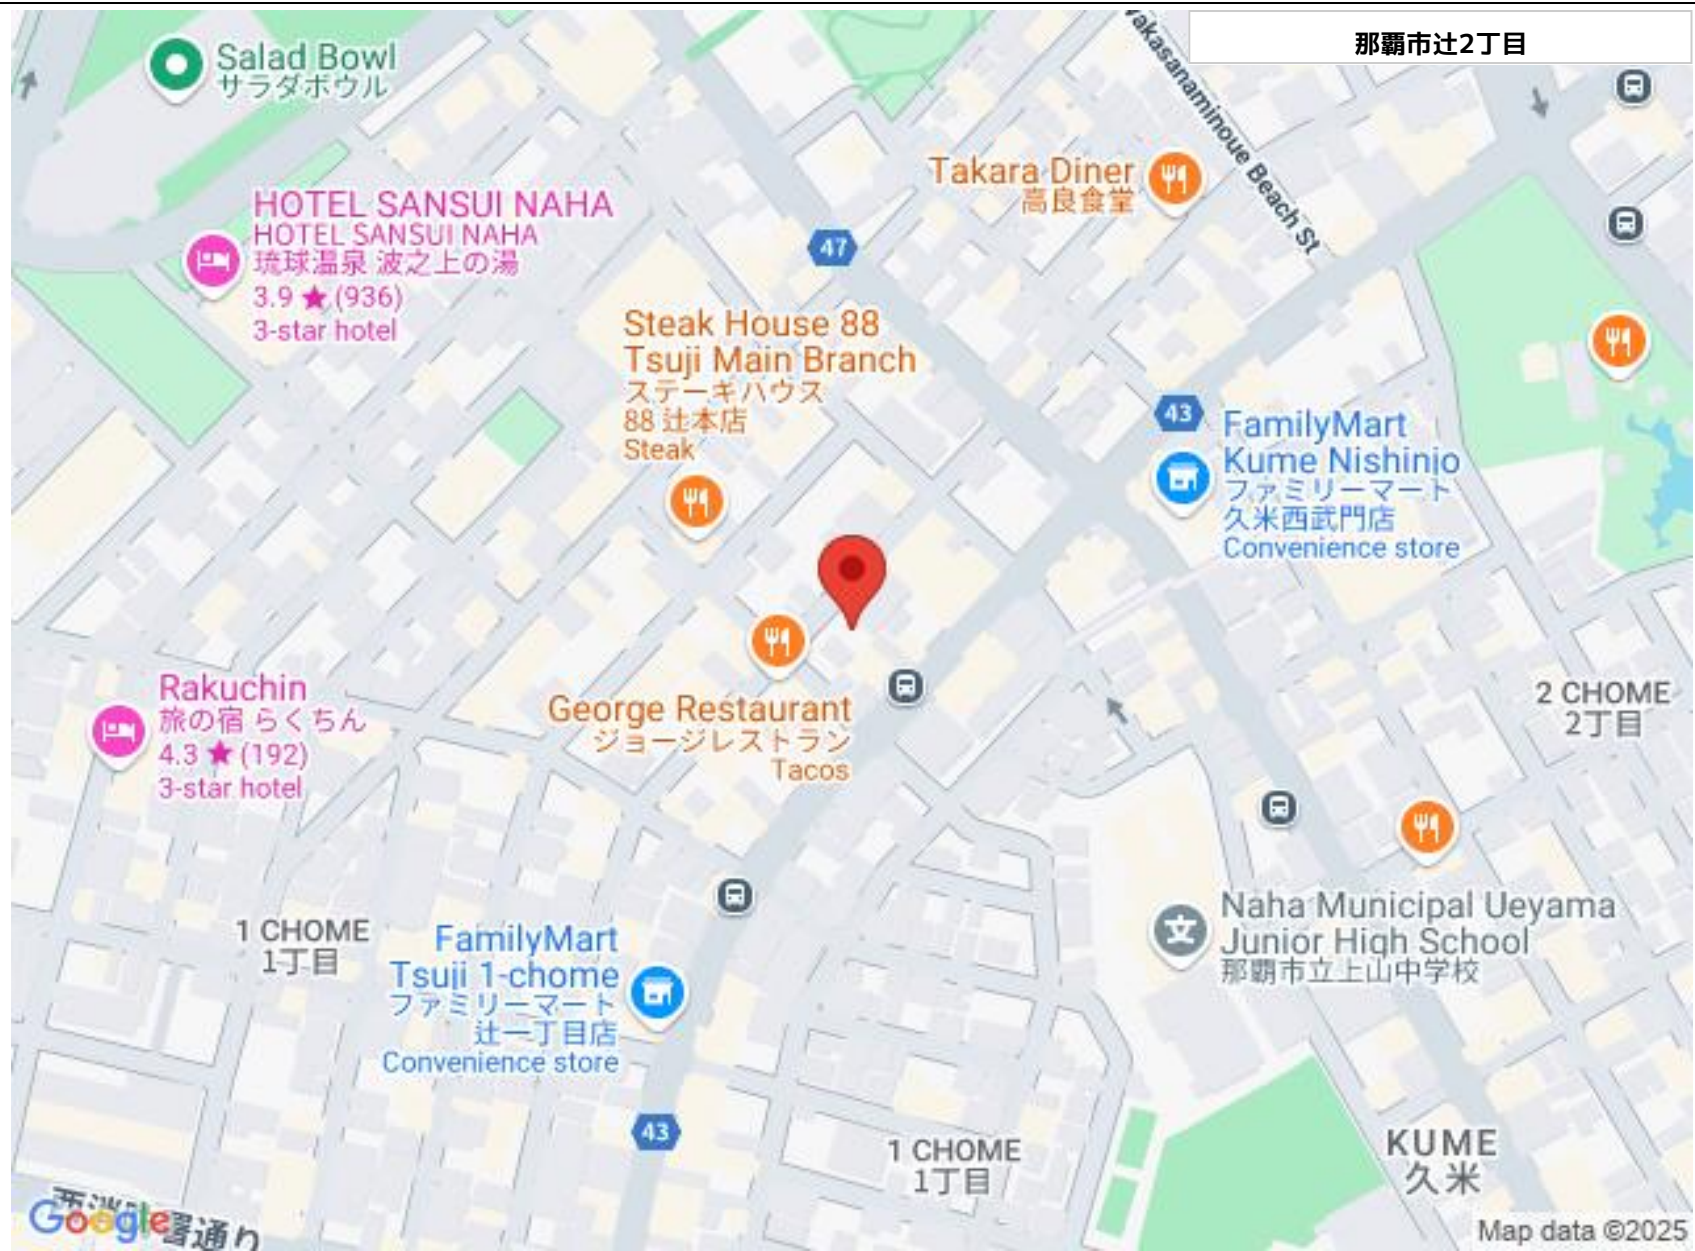 那覇市辻2丁目
Salad Bowl
サラダボウル
Wakasanaminoue Beach St
Takara Diner
高良食堂
HOTEL SANSUI NAHA
HOTEL SANSUI NAHA
琉球温泉 波之上の湯
3.9 ★ (936)
3-star hotel
47
Steak House 88
Tsuji Main Branch
ステーキハウス
88 辻本店
Steak
43
FamilyMart
Kume Nishinjo
ファミリーマート
久米西武門店
Convenience store
George Restaurant
ジョージレストラン
Tacos
Rakuchin
旅の宿 らくちん
4.3 ★ (192)
3-star hotel
2 CHOME
2丁目
1 CHOME
1丁目
FamilyMart
Tsuji 1-chome
ファミリーマート
辻一丁目店
Convenience store
Naha Municipal Ueyama
Junior High School
那覇市立上山中学校
文
43
1 CHOME
1丁目
KUME
久米
Google
署通り
Map data ©2025